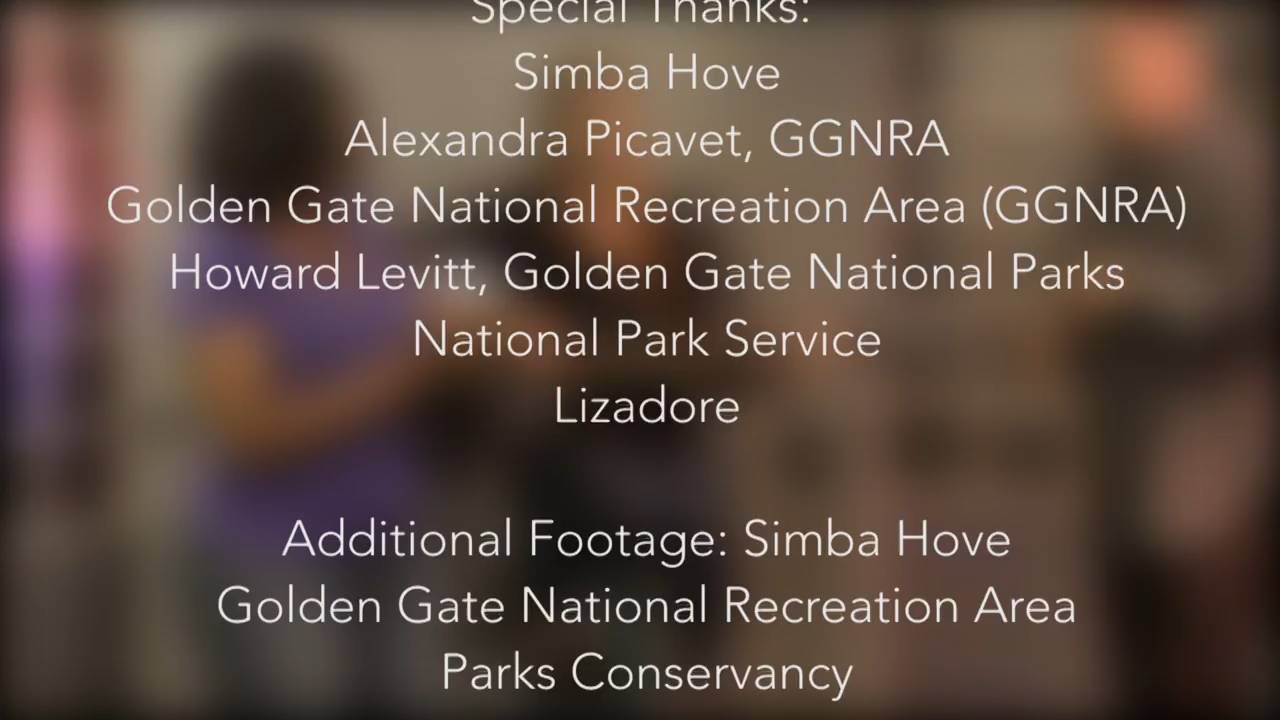 Special Thanks:
Simba Hove
Alexandra Picavet, GGNRA
Golden Gate National Recreation Area (GGNRA)
Howard Levitt, Golden Gate National Parks
National Park Service
Lizadore
Additional Footage: Simba Hove
Golden Gate National Recreation Area
Parks Conservancy